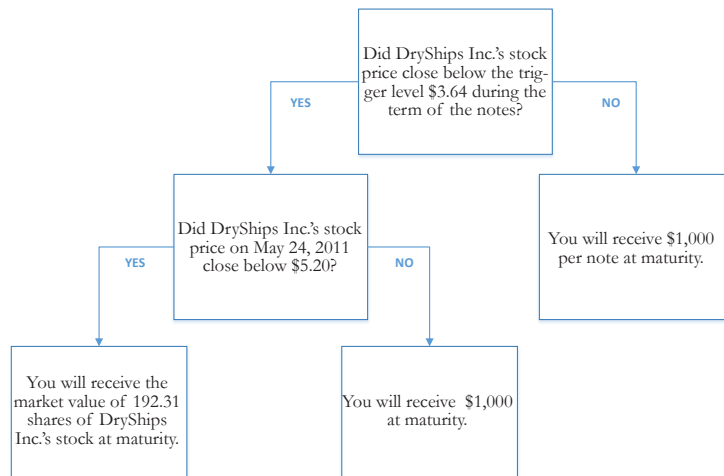 Did DryShips Inc.'s stock
price close below the trig-
ger level $3.64 during the
term of the notes?
YES
NO
Did DryShips Inc.'s stock
price on May 24, 2011
close below $5.20?
You will receive $1,000
per note at maturity.
YES
NO
You will receive the
market value of 192.31
shares of DryShips
Inc.'s stock at maturity.
You will receive  $1,000
at maturity.